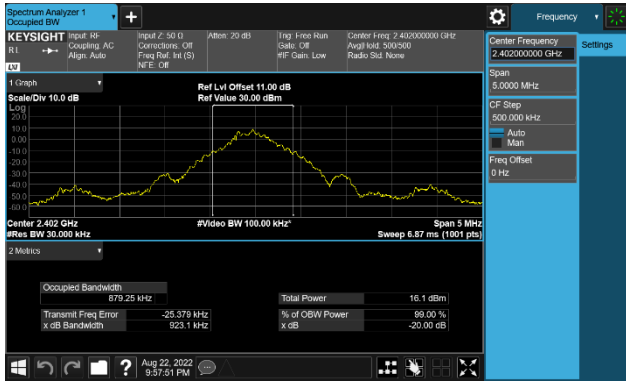 Spectrum Analyzer 1
Occupied BW
Frequency
KEYSIGHT Input: RF Input Z: 50 Ω Atten: 20 dB Trig: Free Run Center Freq: 2.402000000 GHz
RL Coupling: AC Corrections: Off Gate: Off Avg|Hold: 500/500
Align: Auto Freq Ref: Int (S) #IF Gain: Low Radio Std: None
NFE: Off
Center Frequency
2.402000000 GHz
Settings
Span
5.0000 MHz
CF Step
500.000 kHz
Auto
Man
Freq Offset
0 Hz
1 Graph
Ref Lvl Offset 11.00 dB
Scale/Div 10.0 dB
Ref Value 30.00 dBm
Log
20.0
10.0
0.00
-10.0
-20.0
-30.0
-40.0
-50.0
-60.0
Center 2.402 GHz #Video BW 100.00 kHz* Span 5 MHz
#Res BW 30.000 kHz Sweep 6.87 ms (1001 pts)
2 Metrics
Occupied Bandwidth
879.25 kHz
Total Power 16.1 dBm
Transmit Freq Error -25.379 kHz % of OBW Power 99.00 %
x dB Bandwidth 923.1 kHz x dB -20.00 dB
Aug 22, 2022
9:57:51 PM